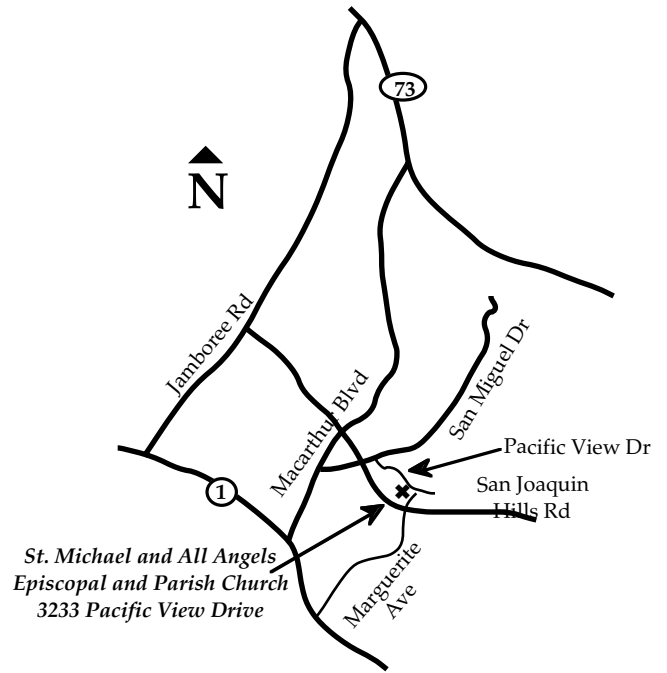 73
N
Jamboree Rd
Macarthur Blvd
San Miguel Dr
Pacific View Dr
San Joaquin
Hills Rd
1
St. Michael and All Angels
Episcopal and Parish Church
3233 Pacific View Drive
Marguerite
Ave